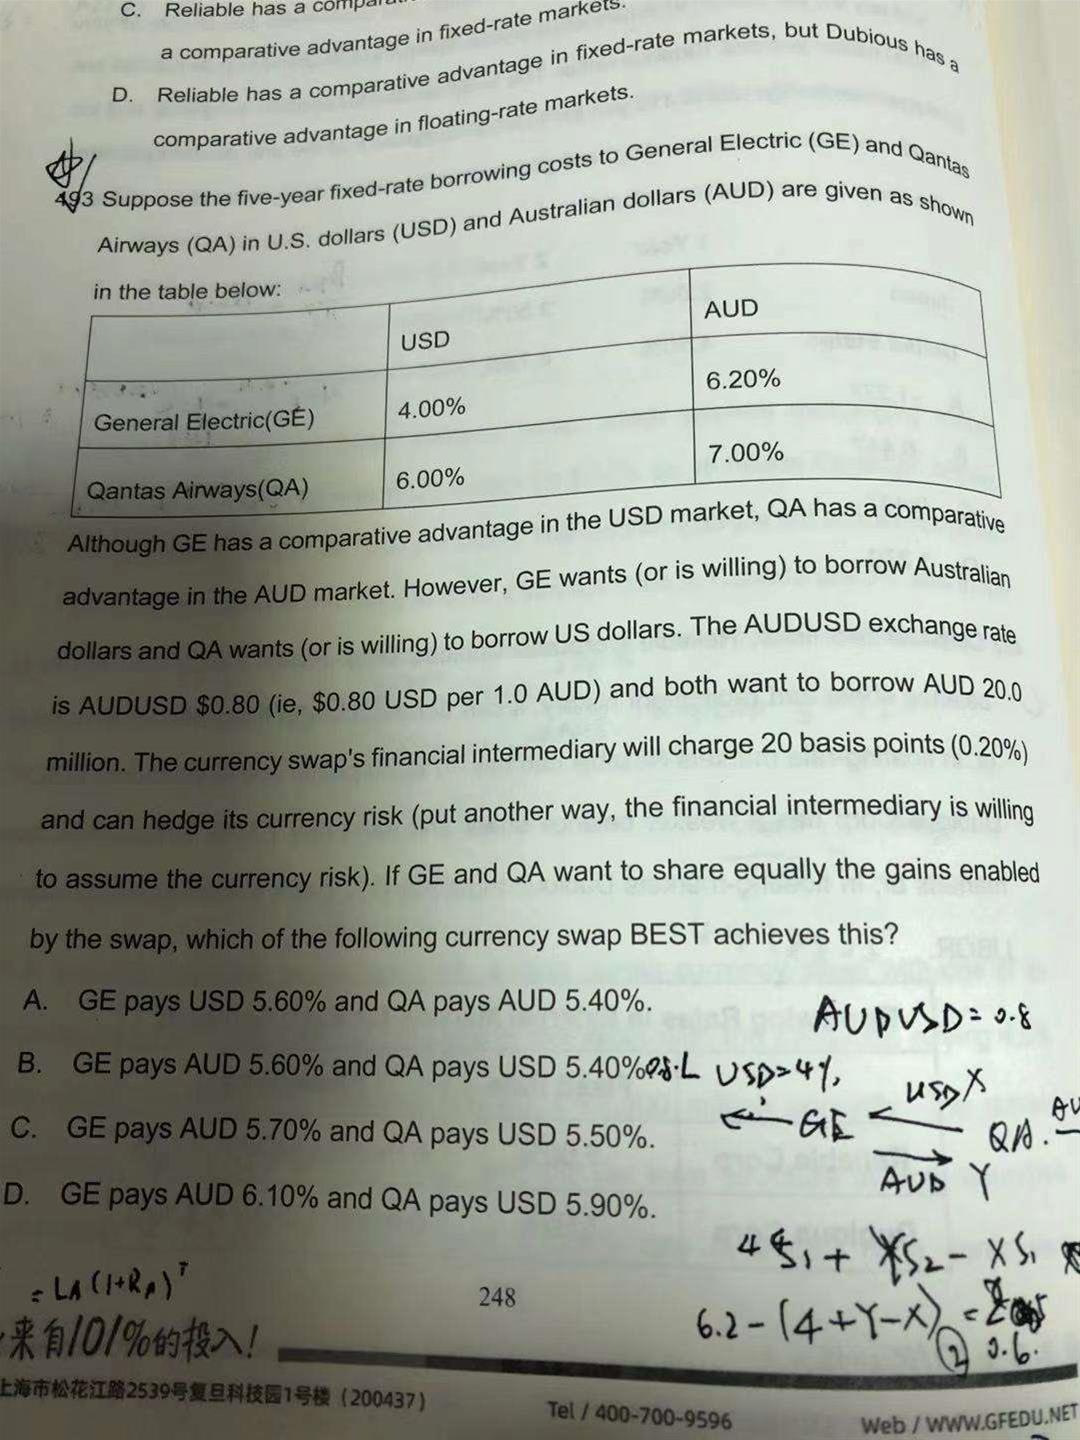 C. Reliable has a
a comparative advantage in fixed-rate markets.
D. Reliable has a comparative advantage in fixed-rate markets, but Dubious has a
comparative advantage in floating-rate markets.
493 Suppose the five-year fixed-rate borrowing costs to General Electric (GE) and Qantas
Airways (QA) in U.S. dollars (USD) and Australian dollars (AUD) are given as shown
in the table below:
USD AUD
General Electric(GE) 4.00% 6.20%
Qantas Airways(QA) 6.00% 7.00%
Although GE has a comparative advantage in the USD market, QA has a comparative
advantage in the AUD market. However, GE wants (or is willing) to borrow Australian
dollars and QA wants (or is willing) to borrow US dollars. The AUDUSD exchange rate
is AUDUSD $0.80 (ie, $0.80 USD per 1.0 AUD) and both want to borrow AUD 20.0
million. The currency swap's financial intermediary will charge 20 basis points (0.20%)
and can hedge its currency risk (put another way, the financial intermediary is willing
to assume the currency risk). If GE and QA want to share equally the gains enabled
by the swap, which of the following currency swap BEST achieves this?
A. GE pays USD 5.60% and QA pays AUD 5.40%.
AUDUSD = 0.8
B. GE pays AUD 5.60% and QA pays USD 5.40%
USD=4%
USD X
C. GE pays AUD 5.70% and QA pays USD 5.50%.
GE
QA.
AUD Y
D. GE pays AUD 6.10% and QA pays USD 5.90%.
= LA(1+RA)^T
248
6.2-(4+Y-X)
② 0.6.
来自101%的投入!
上海市松花江路2539号复旦科技园1号楼 (200437)
Tel / 400-700-9596
Web / WWW.GFEDU.NET